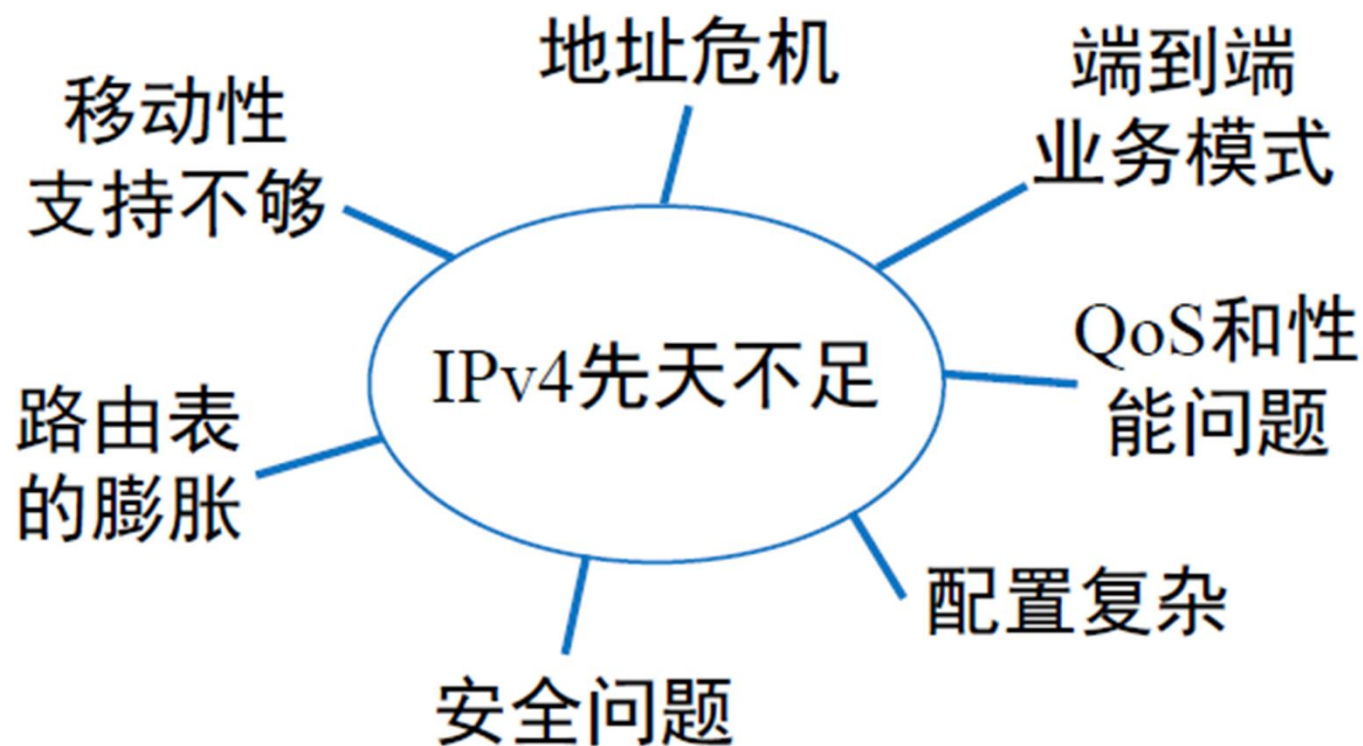 地址危机
端到端
业务模式
移动性
支持不够
QoS和性
能问题
IPv4先天不足
路由表
的膨胀
配置复杂
安全问题